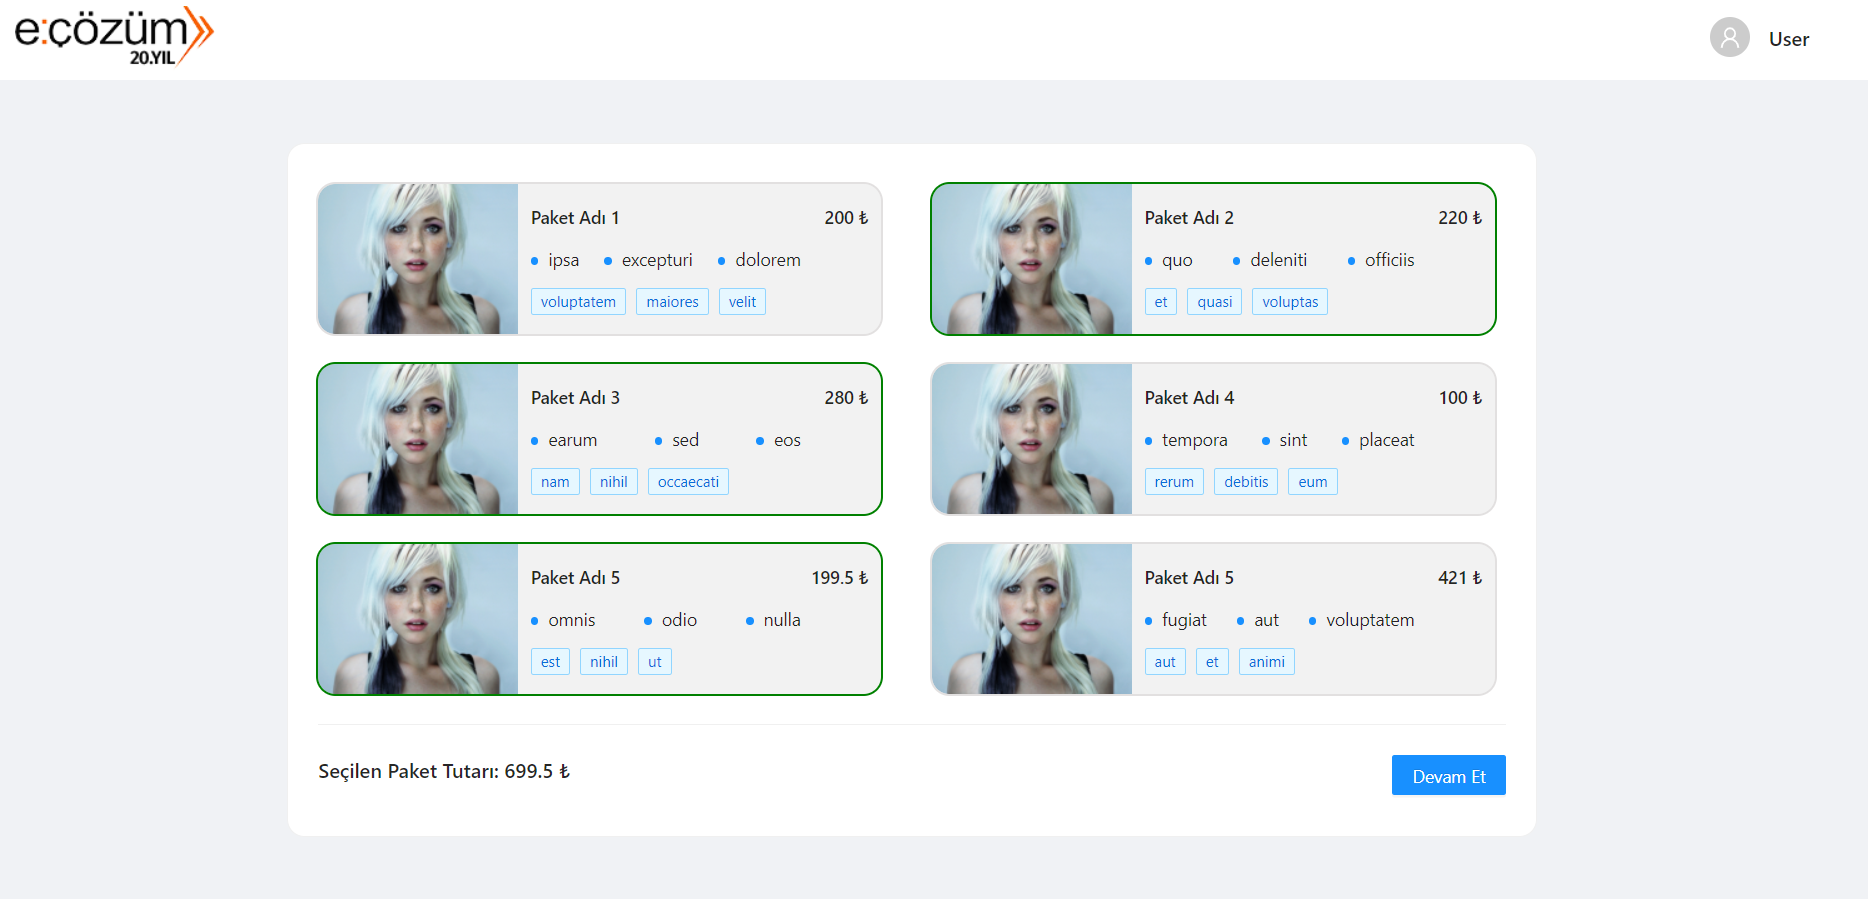 e:çözüm
20.YIL
User
Paket Adı 1 200 ₺
ipsa excepturi dolorem
voluptatem maiores velit
Paket Adı 2 220 ₺
quo deleniti officiis
et quasi voluptas
Paket Adı 3 280 ₺
earum sed eos
nam nihil occaecati
Paket Adı 4 100 ₺
tempora sint placeat
rerum debitis eum
Paket Adı 5 199.5 ₺
omnis odio nulla
est nihil ut
Paket Adı 5 421 ₺
fugiat aut voluptatem
aut et animi
Seçilen Paket Tutarı: 699.5 ₺
Devam Et